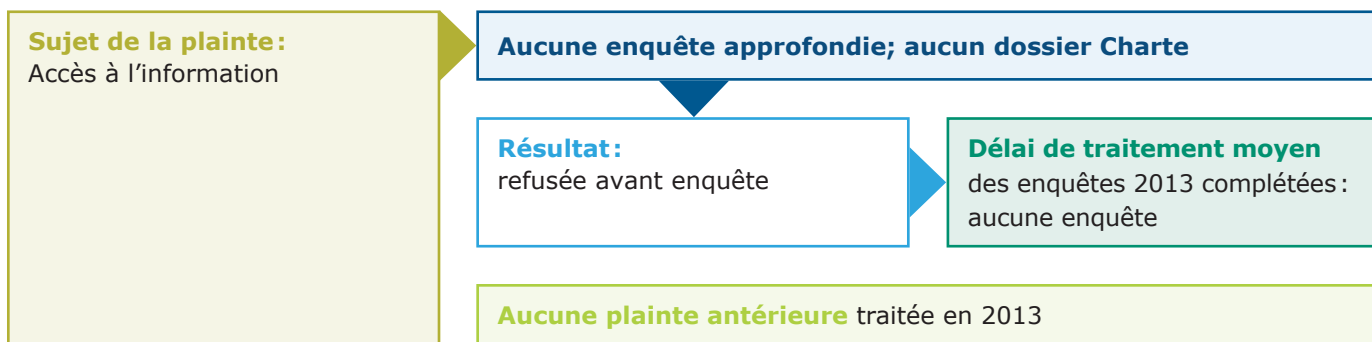 Sujet de la plainte :
Accès à l’information
Aucune enquête approfondie; aucun dossier Charte
Résultat :
refusée avant enquête
Délai de traitement moyen
des enquêtes 2013 complétées :
aucune enquête
Aucune plainte antérieure traitée en 2013